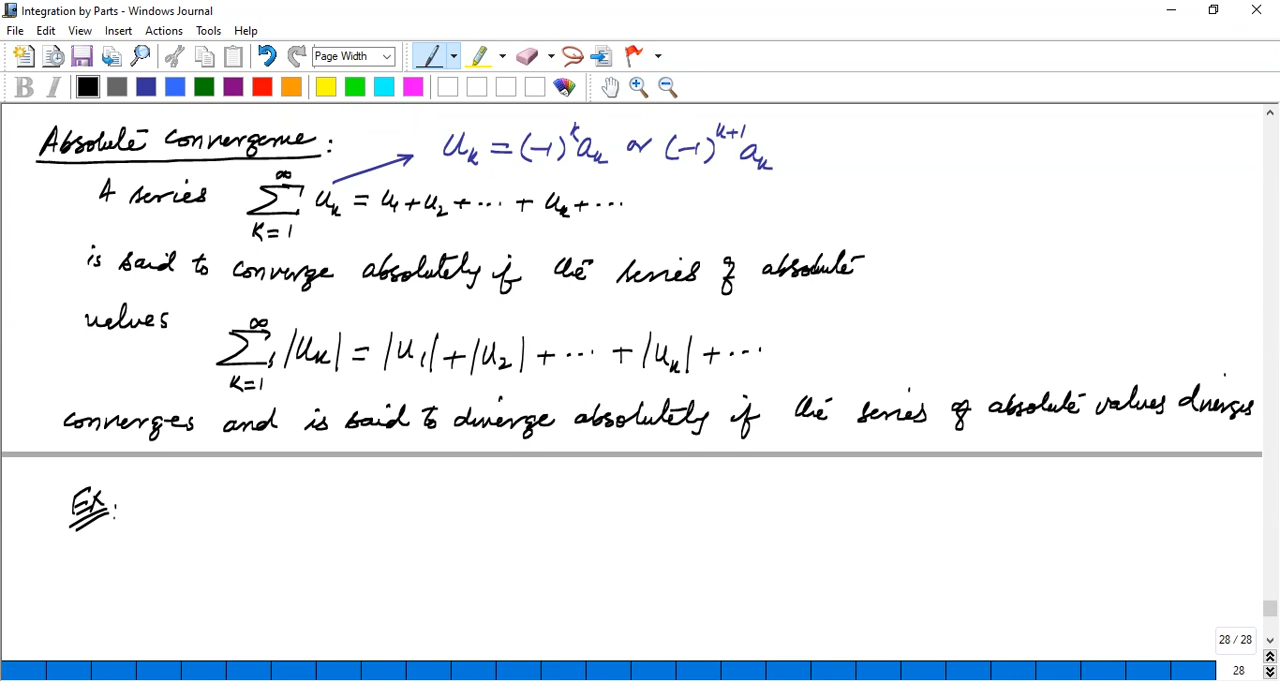 Integration by Parts - Windows Journal
File Edit View Insert Actions Tools Help
Page Width
B I
Absolute Convergence : u_k = (-1)^k a_k or (-1)^{k+1} a_k
A series ∑_{k=1}^{∞} u_k = u_1 + u_2 + ... + u_k + ...
is said to converge absolutely if the series of absolute
values ∑_{k=1}^{∞} |u_k| = |u_1| + |u_2| + ... + |u_k| + ...
converges and is said to diverge absolutely if the series of absolute values diverges
Ex:
28 / 28
28